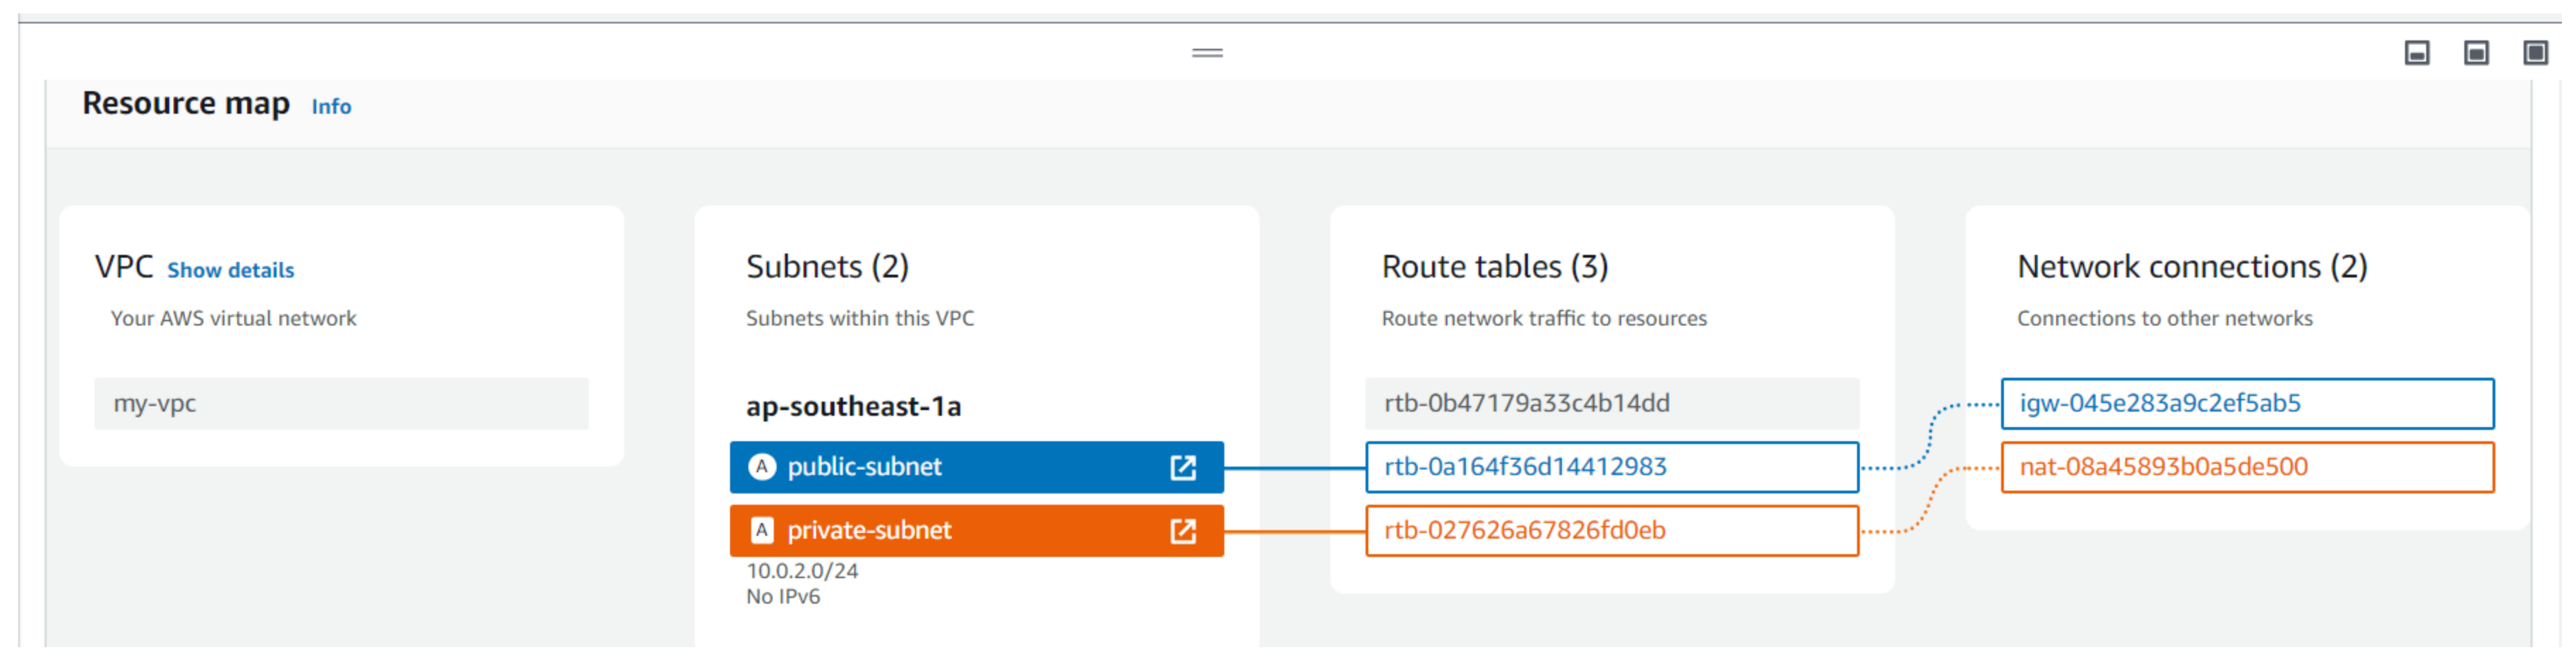 Resource map Info
VPC Show details
Your AWS virtual network
my-vpc
Subnets (2)
Subnets within this VPC
ap-southeast-1a
A public-subnet
A private-subnet
10.0.2.0/24
No IPv6
Route tables (3)
Route network traffic to resources
rtb-0b47179a33c4b14dd
rtb-0a164f36d14412983
rtb-027626a67826fd0eb
Network connections (2)
Connections to other networks
igw-045e283a9c2ef5ab5
nat-08a45893b0a5de500